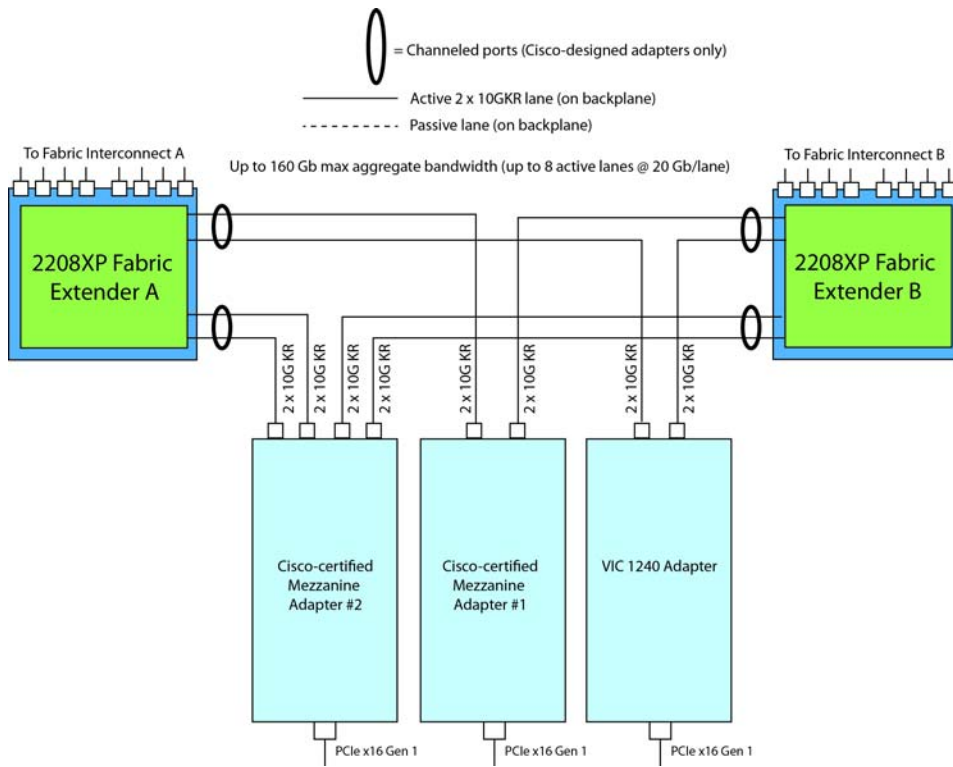 = Channeled ports (Cisco-designed adapters only)
Active 2 x 10GKR lane (on backplane)
Passive lane (on backplane)
To Fabric Interconnect A
Up to 160 Gb max aggregate bandwidth (up to 8 active lanes @ 20 Gb/lane)
To Fabric Interconnect B
2208XP Fabric
Extender A
2208XP Fabric
Extender B
2 x 10G KR
2 x 10G KR
2 x 10G KR
2 x 10G KR
2 x 10G KR
2 x 10G KR
2 x 10G KR
2 x 10G KR
Cisco-certified
Mezzanine
Adapter #2
Cisco-certified
Mezzanine
Adapter #1
VIC 1240 Adapter
PCIe x16 Gen 1
PCIe x16 Gen 1
PCIe x16 Gen 1